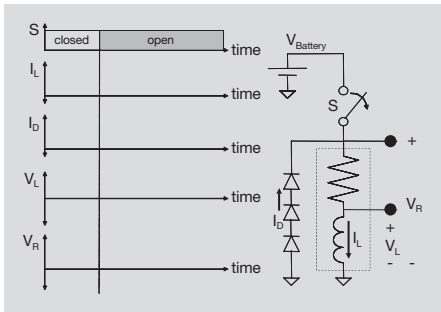 S
closed
open
time
I_L
time
I_D
time
V_L
time
V_R
time
V_Battery
S
+
V_R
I_D
I_L
+
V_L
- -